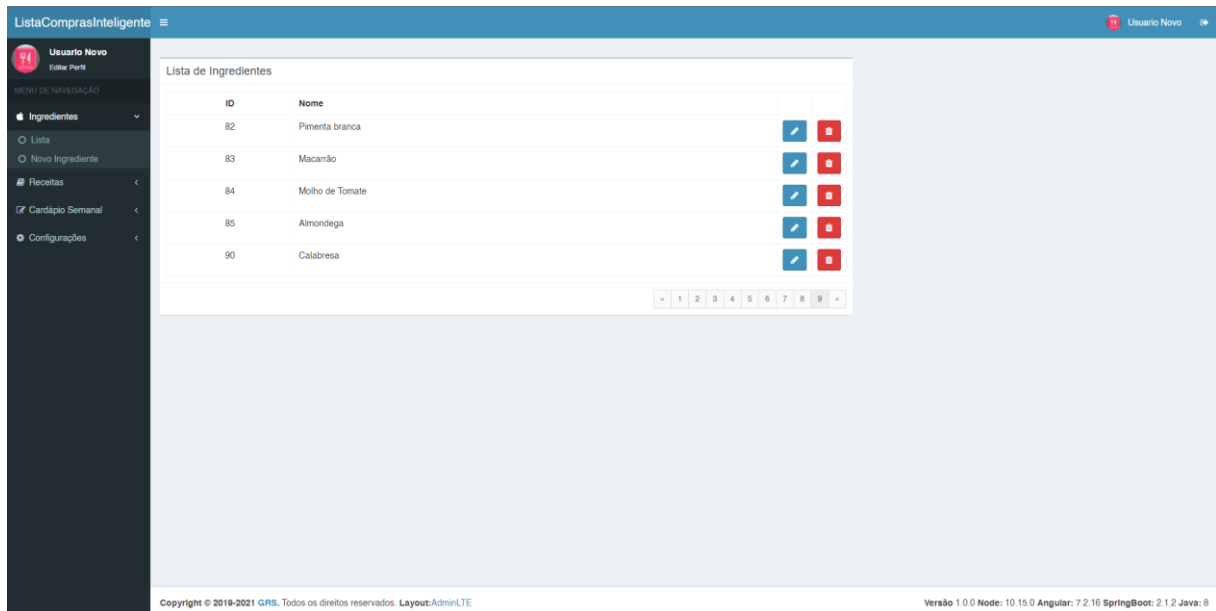 ListaComprasInteligente
Usuario Novo
Usuario Novo
Editar Perfil
MENU DE NAVEGAÇÃO
Ingredientes
Lista
Novo Ingrediente
Receitas
Cardápio Semanal
Configurações
Lista de Ingredientes
ID Nome
82 Pimenta branca
83 Macarrão
84 Molho de Tomate
85 Almondega
90 Calabresa
« 1 2 3 4 5 6 7 8 9 »
Copyright © 2019-2021 GRS. Todos os direitos reservados. Layout:AdminLTE
Versão 1.0.0 Node: 10.15.0 Angular: 7.2.16 SpringBoot: 2.1.2 Java: 8